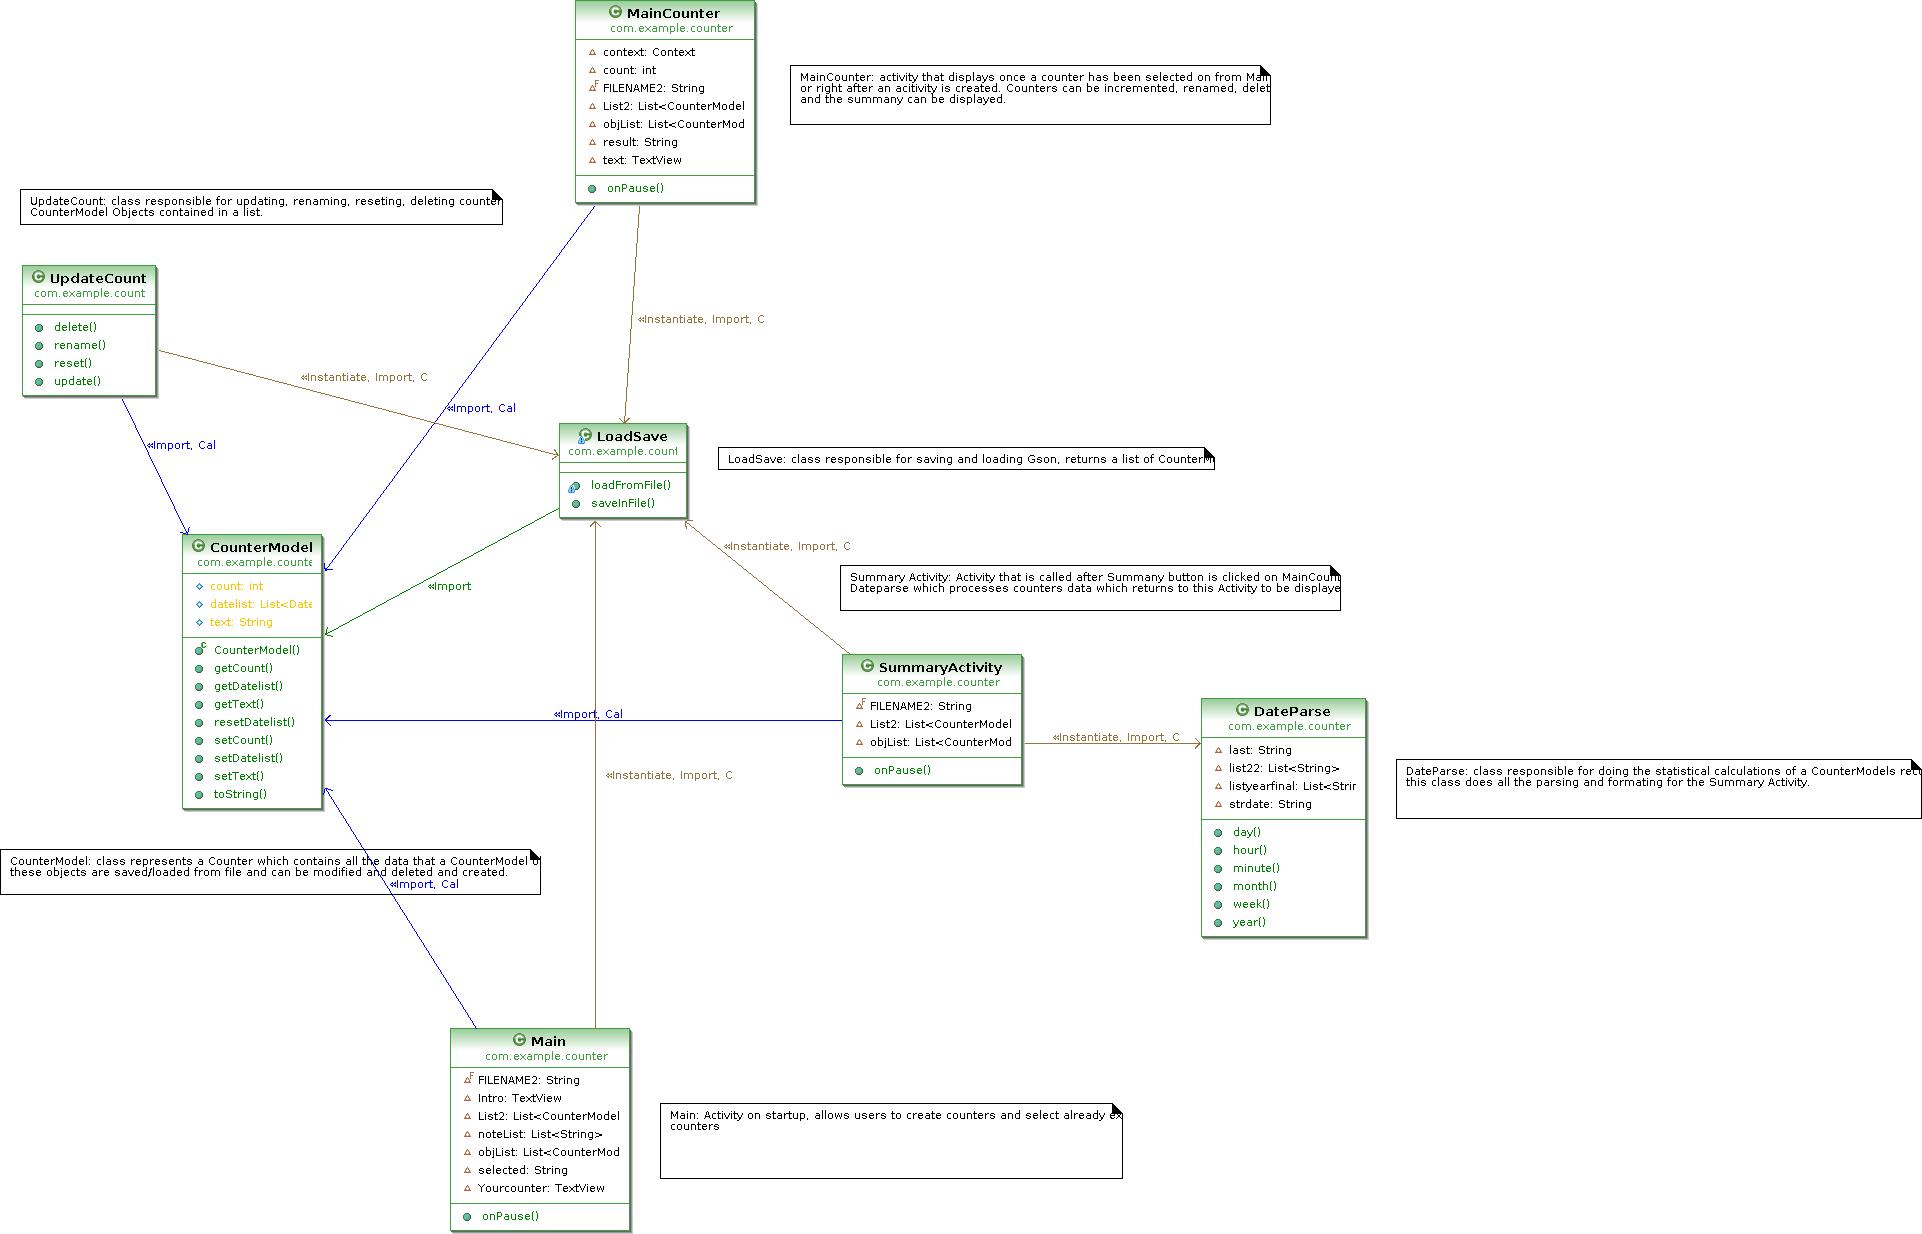 MainCounter
com.example.counter
context: Context
count: int
FILENAME2: String
List2: List<CounterModel
objList: List<CounterMod
result: String
text: TextView
onPause()
MainCounter: activity that displays once a counter has been selected on from Main
or right after an acitivity is created. Counters can be incremented, renamed, delet
and the summany can be displayed.
UpdateCount: class responsible for updating, renaming, reseting, deleting counter
CounterModel Objects contained in a list.
UpdateCount
com.example.count
delete()
rename()
reset()
update()
«Instantiate, Import, C
«Instantiate, Import, C
«Import, Cal
«Import, Cal
LoadSave
com.example.count
loadFromFile()
saveInFile()
LoadSave: class responsible for saving and loading Gson, returns a list of CounterM
CounterModel
com.example.counte
count: int
datelist: List<Date
text: String
CounterModel()
getCount()
getDatelist()
getText()
resetDatelist()
setCount()
setDatelist()
setText()
toString()
«Import
«Instantiate, Import, C
Summary Activity: Activity that is called after Summany button is clicked on MainCount
Dateparse which processes counters data which returns to this Activity to be displaye
SummaryActivity
com.example.counter
FILENAME2: String
List2: List<CounterModel
objList: List<CounterMod
onPause()
«Import, Cal
«Instantiate, Import, C
«Instantiate, Import, C
DateParse
com.example.counter
last: String
list22: List<String>
listyearfinal: List<Strin
strdate: String
day()
hour()
minute()
month()
week()
year()
DateParse: class responsible for doing the statistical calculations of a CounterModels reco
this class does all the parsing and formating for the Summary Activity.
CounterModel: class represents a Counter which contains all the data that a CounterModel o
these objects are saved/loaded from file and can be modified and deleted and created.
«Import, Cal
Main
com.example.counter
FILENAME2: String
Intro: TextView
List2: List<CounterModel
noteList: List<String>
objList: List<CounterMod
selected: String
Yourcounter: TextView
onPause()
Main: Activity on startup, allows users to create counters and select already ex
counters